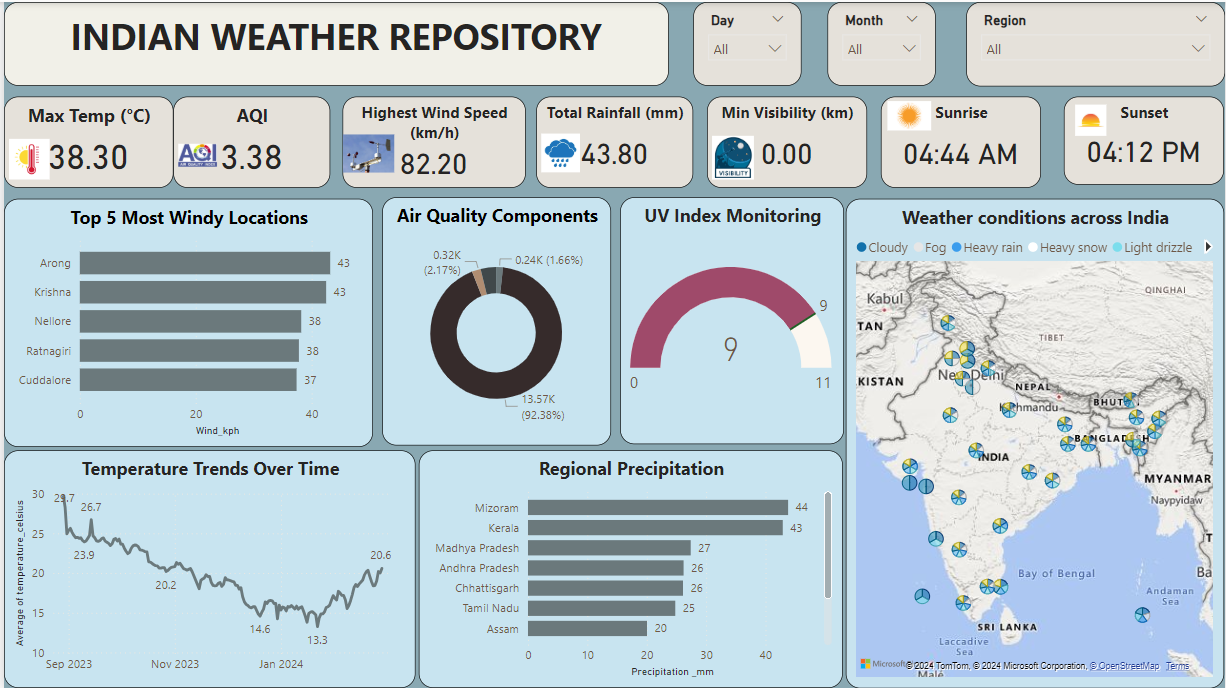 INDIAN WEATHER REPOSITORY
Day
All
Month
All
Region
All
Max Temp (°C)
38.30
AQI
AQI
3.38
Highest Wind Speed
(km/h)
82.20
Total Rainfall (mm)
43.80
Min Visibility (km)
VISIBILITY
0.00
Sunrise
04:44 AM
Sunset
04:12 PM
Top 5 Most Windy Locations
Arong 43
Krishna 43
Nellore 38
Ratnagiri 38
Cuddalore 37
0 20 40
Wind_kph
Air Quality Components
0.32K
(2.17%)
0.24K (1.66%)
13.57K
(92.38%)
UV Index Monitoring
9
9
0 11
Weather conditions across India
Cloudy Fog Heavy rain Heavy snow Light drizzle
Kabul
QINGHAI
TAN
TIBET
KISTAN
New Delhi
NEPAL
Kathmandu
BHUT
BANGLADESH
INDIA
MYANMAR
Naypyidaw
Bay of Bengal
Ba
Andaman
Sea
SRI LANKA
Laccadive
Sea
Malé
Microsoft
©2024 TomTom, © 2024 Microsoft Corporation, © OpenStreetMap Terms
Temperature Trends Over Time
Average of temperature_celsius
30
25
20
15
10
29.7
26.7
23.9
20.2
14.6
13.3
20.6
Sep 2023 Nov 2023 Jan 2024
Regional Precipitation
Mizoram 44
Kerala 43
Madhya Pradesh 27
Andhra Pradesh 26
Chhattisgarh 26
Tamil Nadu 25
Assam 20
0 10 20 30 40
Precipitation _mm